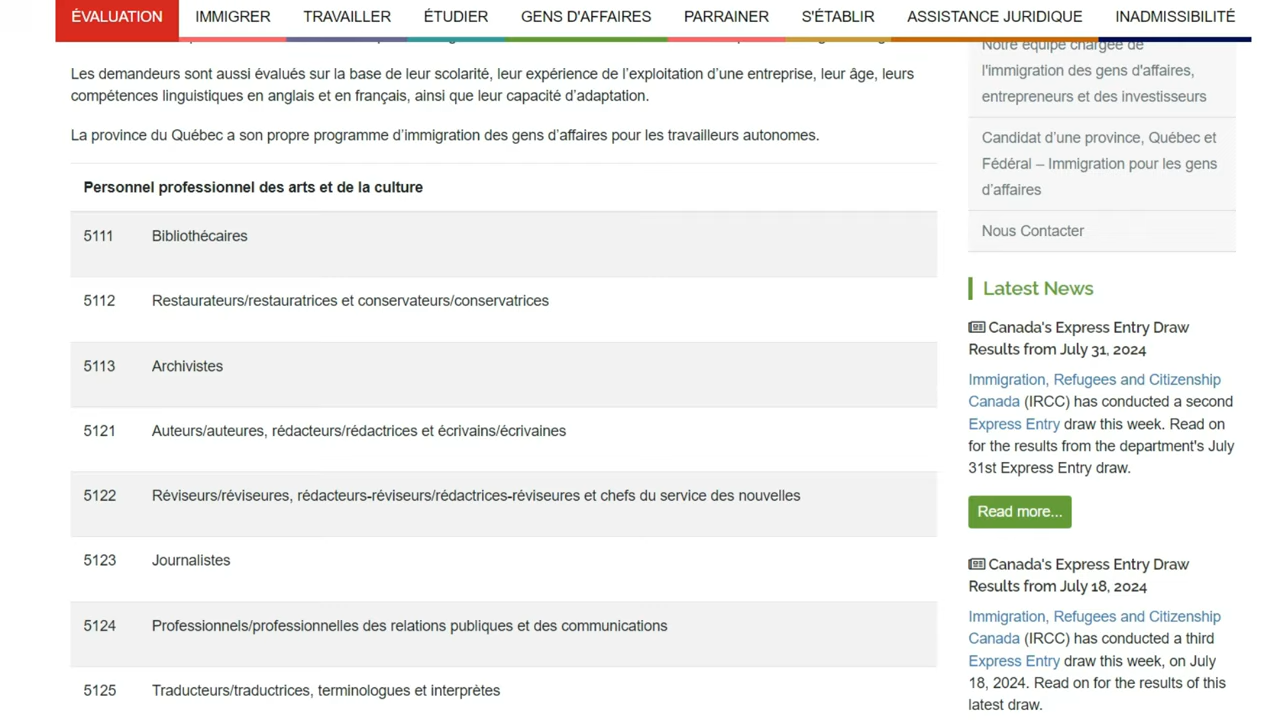 ÉVALUATION IMMIGRER TRAVAILLER ÉTUDIER GENS D'AFFAIRES PARRAINER S'ÉTABLIR ASSISTANCE JURIDIQUE INADMISSIBILITÉ
Les demandeurs sont aussi évalués sur la base de leur scolarité, leur expérience de l’exploitation d’une entreprise, leur âge, leurs
compétences linguistiques en anglais et en français, ainsi que leur capacité d’adaptation.
La province du Québec a son propre programme d’immigration des gens d’affaires pour les travailleurs autonomes.
Personnel professionnel des arts et de la culture
5111 Bibliothécaires
5112 Restaurateurs/restauratrices et conservateurs/conservatrices
5113 Archivistes
5121 Auteurs/auteures, rédacteurs/rédactrices et écrivains/écrivaines
5122 Réviseurs/réviseures, rédacteurs-réviseurs/rédactrices-réviseures et chefs du service des nouvelles
5123 Journalistes
5124 Professionnels/professionnelles des relations publiques et des communications
5125 Traducteurs/traductrices, terminologues et interprètes
Notre équipe chargée de
l'immigration des gens d'affaires,
entrepreneurs et des investisseurs
Candidat d’une province, Québec et
Fédéral – Immigration pour les gens
d’affaires
Nous Contacter
Latest News
Canada's Express Entry Draw
Results from July 31, 2024
Immigration, Refugees and Citizenship
Canada (IRCC) has conducted a second
Express Entry draw this week. Read on
for the results from the department's July
31st Express Entry draw.
Read more...
Canada's Express Entry Draw
Results from July 18, 2024
Immigration, Refugees and Citizenship
Canada (IRCC) has conducted a third
Express Entry draw this week, on July
18, 2024. Read on for the results of this
latest draw.